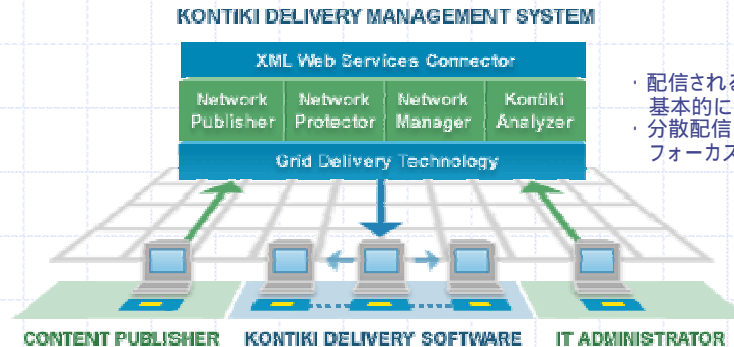 KONTIKI DELIVERY MANAGEMENT SYSTEM
XML Web Services Connector
Network Publisher
Network Protector
Network Manager
Kontiki Analyzer
Grid Delivery Technology
・配信される
基本的に
・分散配信
フォーカス
CONTENT PUBLISHER
KONTIKI DELIVERY SOFTWARE
IT ADMINISTRATOR